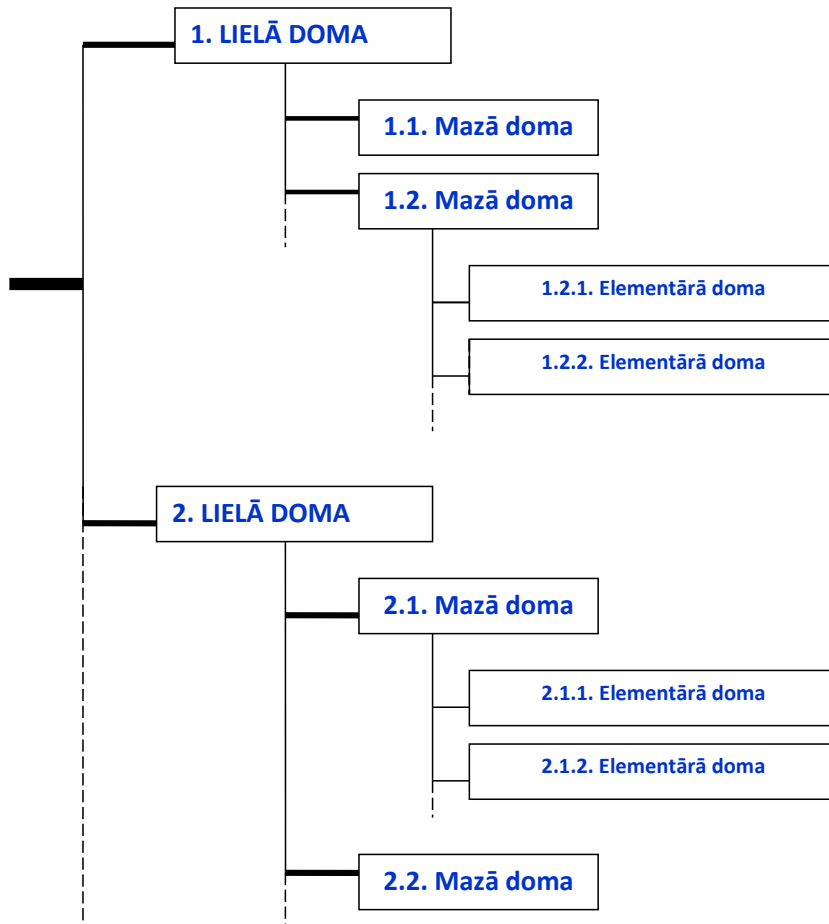 1. LIELĀ DOMA
1.1. Mazā doma
1.2. Mazā doma
1.2.1. Elementārā doma
1.2.2. Elementārā doma
2. LIELĀ DOMA
2.1. Mazā doma
2.1.1. Elementārā doma
2.1.2. Elementārā doma
2.2. Mazā doma